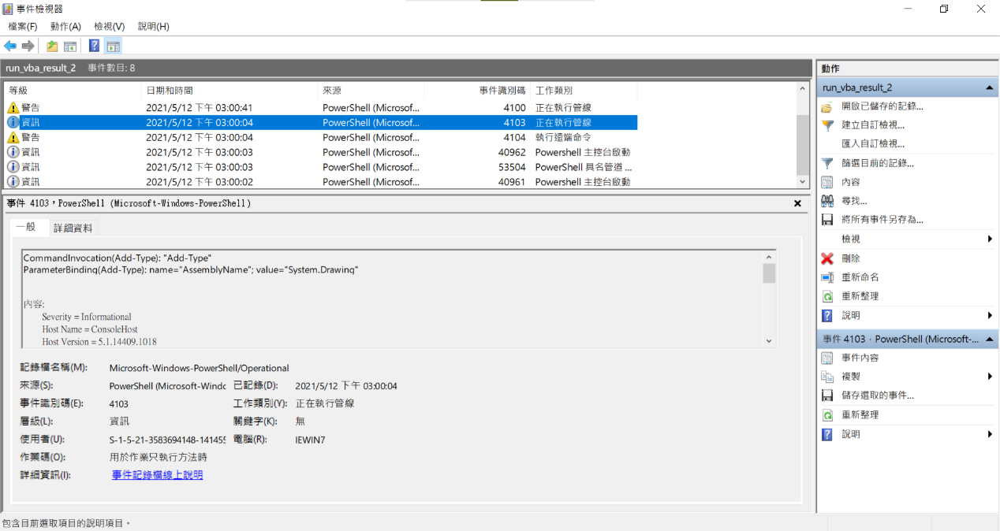 事件檢視器
檔案(F) 動作(A) 檢視(V) 說明(H)
run_vba_result_2 事件數目: 8
等級 日期和時間 來源 事件識別碼 工作類別
警告 2021/5/12 下午 03:00:41 PowerShell (Microsof... 4100 正在執行管線
資訊 2021/5/12 下午 03:00:04 PowerShell (Microsof... 4103 正在執行管線
警告 2021/5/12 下午 03:00:04 PowerShell (Microsof... 4104 執行遠端命令
資訊 2021/5/12 下午 03:00:03 PowerShell (Microsof... 40962 Powershell 主控台啟動
資訊 2021/5/12 下午 03:00:03 PowerShell (Microsof... 53504 PowerShell 具名管道 ...
資訊 2021/5/12 下午 03:00:02 PowerShell (Microsof... 40961 Powershell 主控台啟動
事件 4103，PowerShell (Microsoft-Windows-PowerShell)
一般 詳細資料
CommandInvocation(Add-Type): "Add-Type"
ParameterBinding(Add-Type): name="AssemblyName"; value="System.Drawing"
內容:
Severity = Informational
Host Name = ConsoleHost
Host Version = 5.1.14409.1018
記錄檔名稱(M): Microsoft-Windows-PowerShell/Operational
來源(S): PowerShell (Microsoft-Windo 已記錄(D): 2021/5/12 下午 03:00:04
事件識別碼(E): 4103 工作類別(Y): 正在執行管線
層級(L): 資訊 關鍵字(K): 無
使用者(U): S-1-5-21-3583694148-141455 電腦(R): IEWIN7
作業碼(O): 用於作業只執行方法時
詳細資訊(I): 事件記錄檔線上說明
包含目前選取項目的說明項目。
動作
run_vba_result_2
開啟已儲存的記錄...
建立自訂檢視...
匯入自訂檢視...
篩選目前的記錄...
內容
尋找...
將所有事件另存為...
檢視
刪除
重新命名
重新整理
說明
事件 4103，PowerShell (Microsoft-...
事件內容
複製
儲存選取的事件...
重新整理
說明